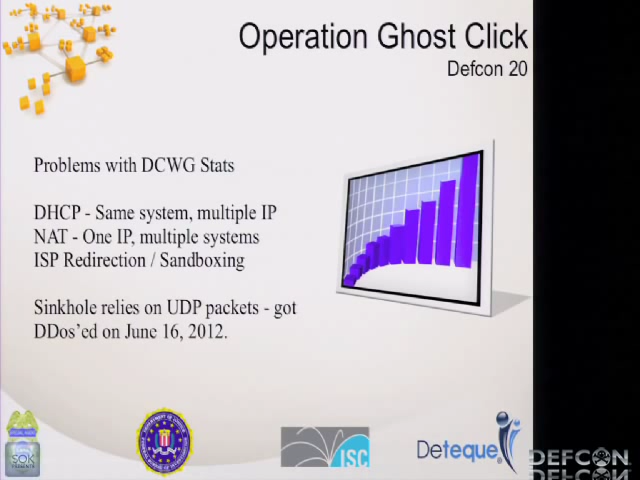 Operation Ghost Click
Defcon 20
Problems with DCWG Stats
DHCP - Same system, multiple IP
NAT - One IP, multiple systems
ISP Redirection / Sandboxing
Sinkhole relies on UDP packets - got
DDos'ed on June 16, 2012.
SOK
ISC
Deteque
DEFCON